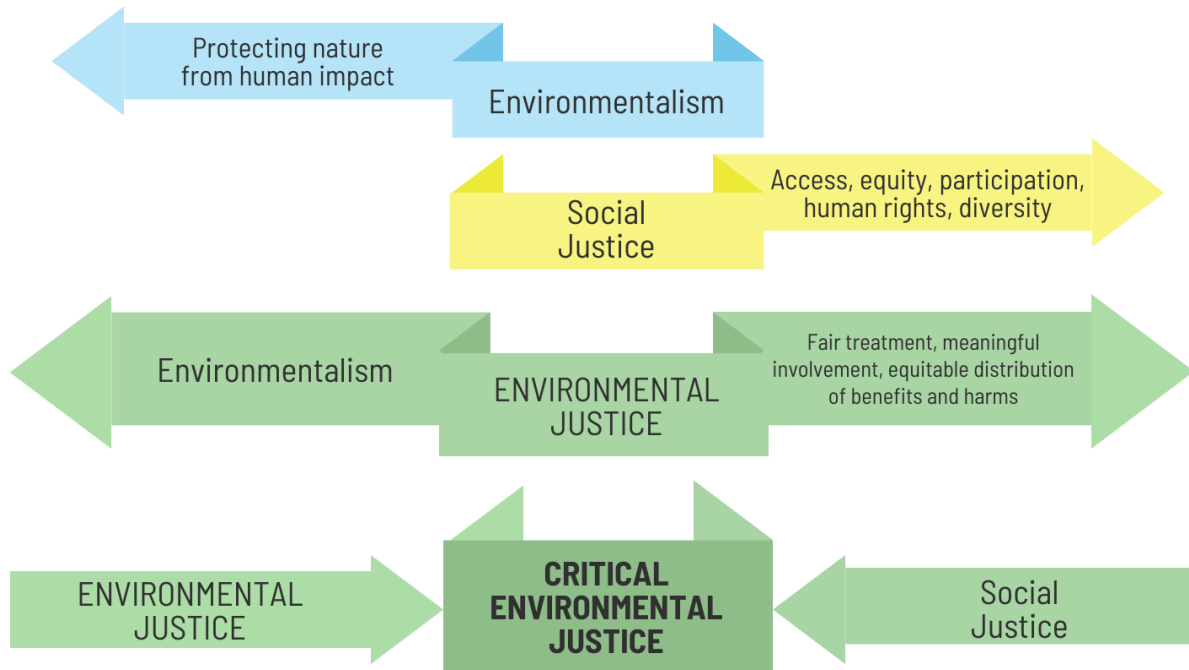 Protecting nature
from human impact
Environmentalism
Social
Justice
Access, equity, participation,
human rights, diversity
Environmentalism
ENVIRONMENTAL
JUSTICE
Fair treatment, meaningful
involvement, equitable distribution
of benefits and harms
ENVIRONMENTAL
JUSTICE
CRITICAL
ENVIRONMENTAL
JUSTICE
Social
Justice